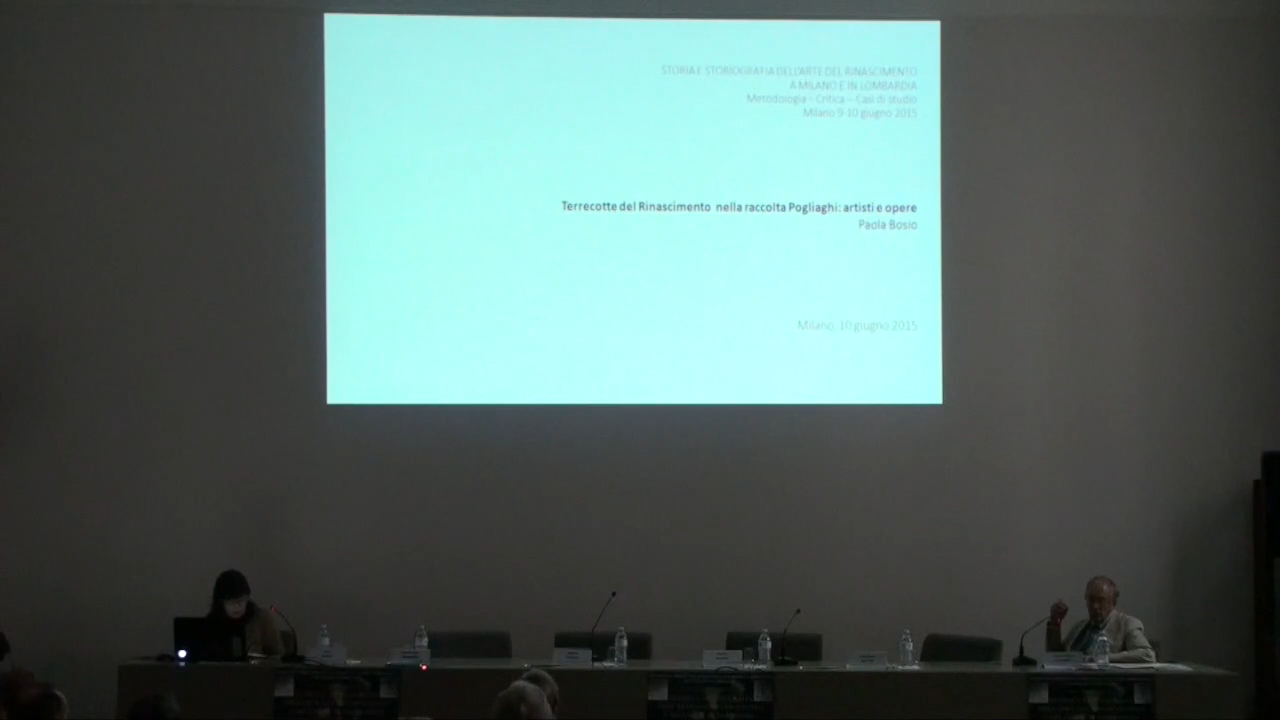 STORIA E STORIOGRAFIA DELL'ARTE DEL RINASCIMENTO
A MILANO E IN LOMBARDIA
Metodologia - Critica – Casi di studio
Milano 9-10 giugno 2015
Terrecotte del Rinascimento nella raccolta Pogliaghi: artisti e opere
Paola Bosio
Milano, 10 giugno 2015